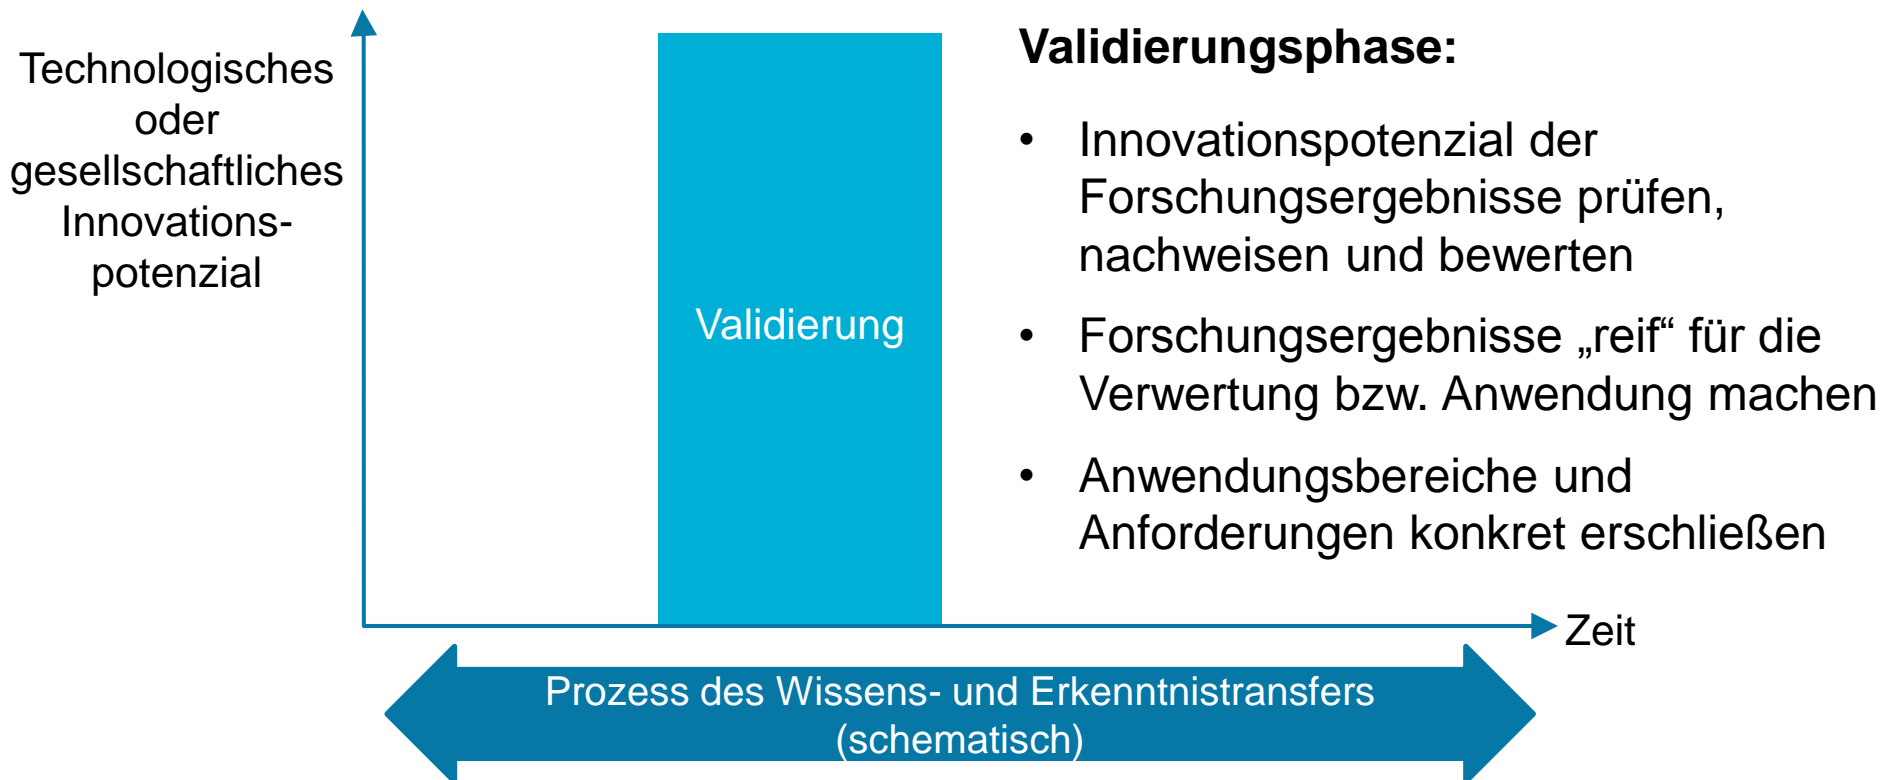 Technologisches
oder
gesellschaftliches
Innovations-
potenzial
Validierung
Validierungsphase:
• Innovationspotenzial der
Forschungsergebnisse prüfen,
nachweisen und bewerten
• Forschungsergebnisse „reif“ für die
Verwertung bzw. Anwendung machen
• Anwendungsbereiche und
Anforderungen konkret erschließen
Zeit
Prozess des Wissens- und Erkenntnistransfers
(schematisch)